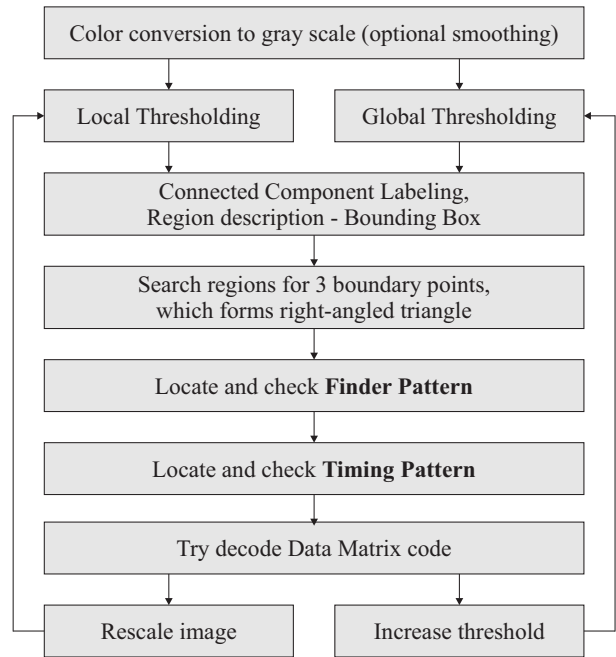 Color conversion to gray scale (optional smoothing)
Local Thresholding
Global Thresholding
Connected Component Labeling,
Region description - Bounding Box
Search regions for 3 boundary points,
which forms right-angled triangle
Locate and check Finder Pattern
Locate and check Timing Pattern
Try decode Data Matrix code
Rescale image
Increase threshold